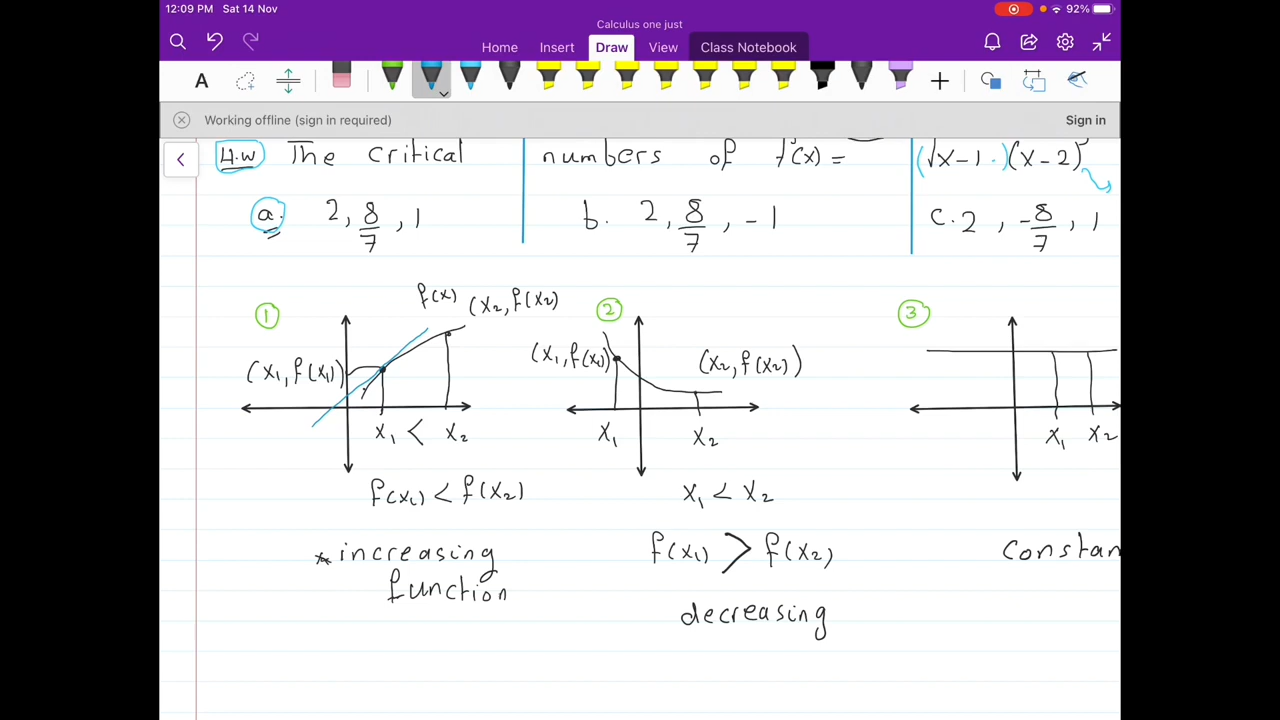 12:09 PM Sat 14 Nov
92%
Calculus one just
Home Insert Draw View Class Notebook
A
Working offline (sign in required) Sign in
H.w The critical numbers of f(x) = (√x-1 ·)(x-2)
a. 2, 8/7, 1 b. 2, 8/7, -1 c. 2, -8/7, 1
① ② ③
f(x) (x₂, f(x₂)
(x₁, f(x₁)) (x₁, f(x₁) (x₂, f(x₂))
x₁ < x₂ x₁ x₂ x₁ x₂
f(x₁) < f(x₂) x₁ < x₂
*increasing f(x₁) > f(x₂) Constan
function
decreasing